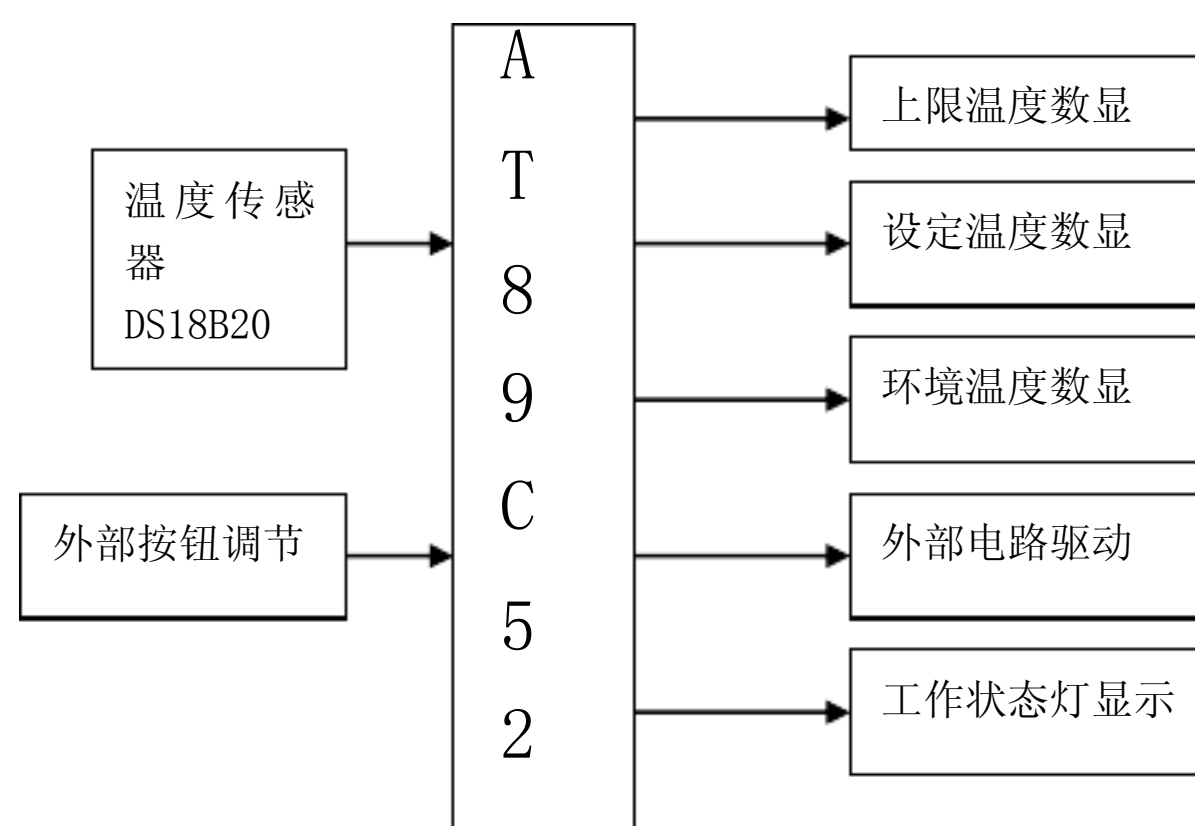 温度传感
器
DS18B20
外部按钮调节
A
T
8
9
C
5
2
上限温度数显
设定温度数显
环境温度数显
外部电路驱动
工作状态灯显示